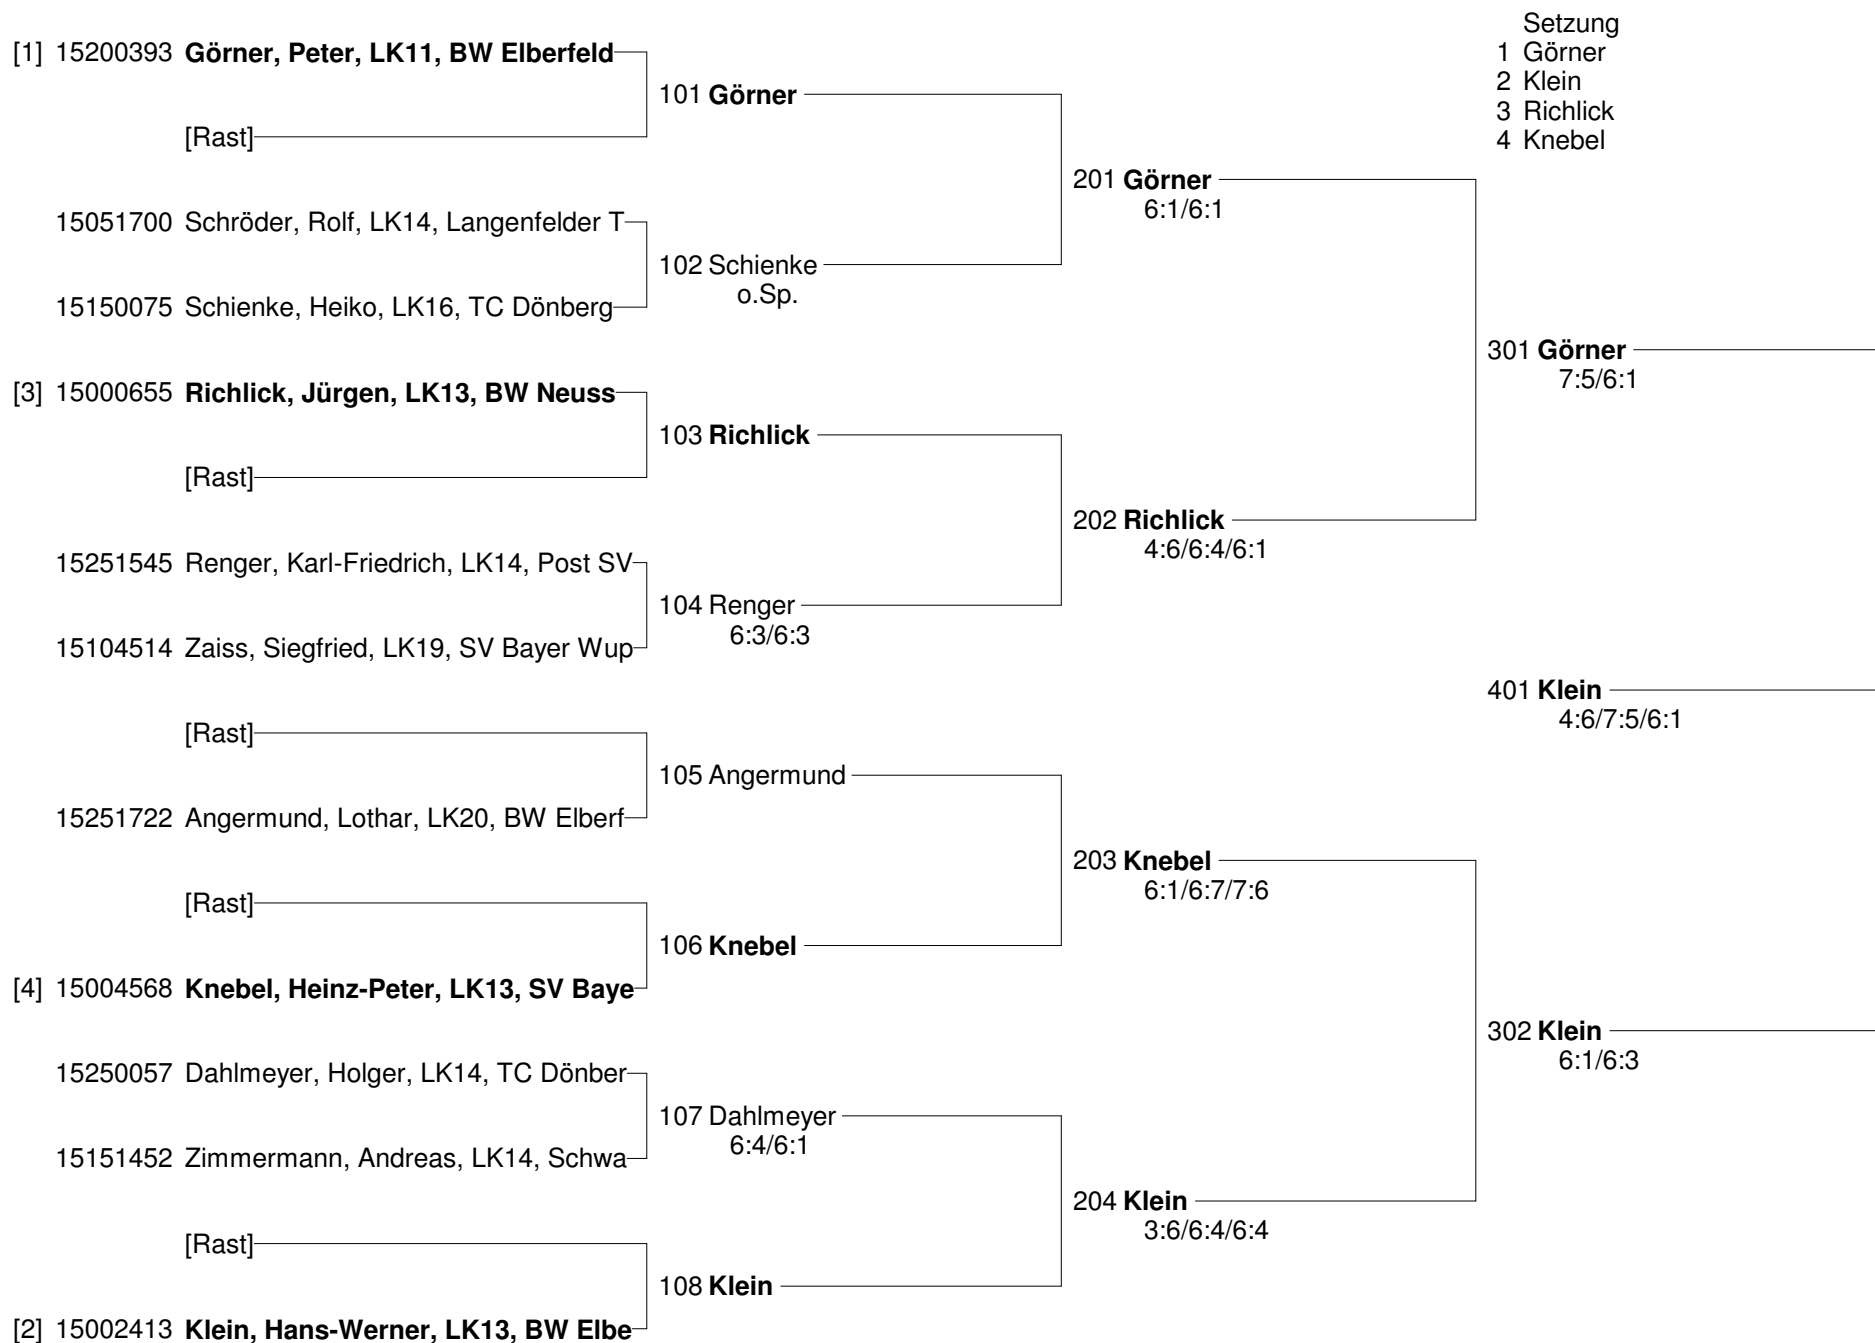 Setzung
1 Görner
2 Klein
3 Richlick
4 Knebel
[1] 15200393 Görner, Peter, LK11, BW Elberfeld
[Rast]
15051700 Schröder, Rolf, LK14, Langenfelder T
15150075 Schienke, Heiko, LK16, TC Dönberg
[3] 15000655 Richlick, Jürgen, LK13, BW Neuss
[Rast]
15251545 Renger, Karl-Friedrich, LK14, Post SV
15104514 Zaiss, Siegfried, LK19, SV Bayer Wup
[Rast]
15251722 Angermund, Lothar, LK20, BW Elberf
[Rast]
[4] 15004568 Knebel, Heinz-Peter, LK13, SV Baye
15250057 Dahlmeyer, Holger, LK14, TC Dönber
15151452 Zimmermann, Andreas, LK14, Schwa
[Rast]
[2] 15002413 Klein, Hans-Werner, LK13, BW Elbe
101 Görner
102 Schienke
o.Sp.
103 Richlick
104 Renger
6:3/6:3
105 Angermund
106 Knebel
107 Dahlmeyer
6:4/6:1
108 Klein
201 Görner
6:1/6:1
202 Richlick
4:6/6:4/6:1
203 Knebel
6:1/6:7/7:6
204 Klein
3:6/6:4/6:4
301 Görner
7:5/6:1
401 Klein
4:6/7:5/6:1
302 Klein
6:1/6:3